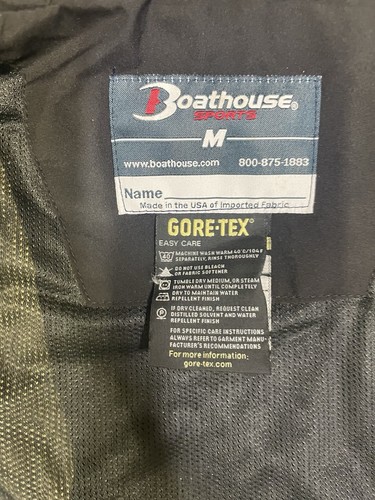 Boathouse®
SPORTS
M
www.boathouse.com 800-875-1883
Name
Made in the USA of Imported Fabric
GORE-TEX®
EASY CARE
40 MACHINE WASH WARM 40°C/104°F
SEPARATELY, RINSE THOROUGHLY
DO NOT USE BLEACH
OR FABRIC SOFTENER
TUMBLE DRY MEDIUM, OR STEAM
IRON WARM UNTIL COMPLETELY
DRY TO MAINTAIN WATER
REPELLENT FINISH
P IF DRY CLEANED, REQUEST CLEAN
DISTILLED SOLVENT AND WATER
REPELLENT FINISH
FOR SPECIFIC CARE INSTRUCTIONS
ALWAYS REFER TO GARMENT MANU-
FACTURER'S RECOMMENDATIONS
For more information:
gore-tex.com